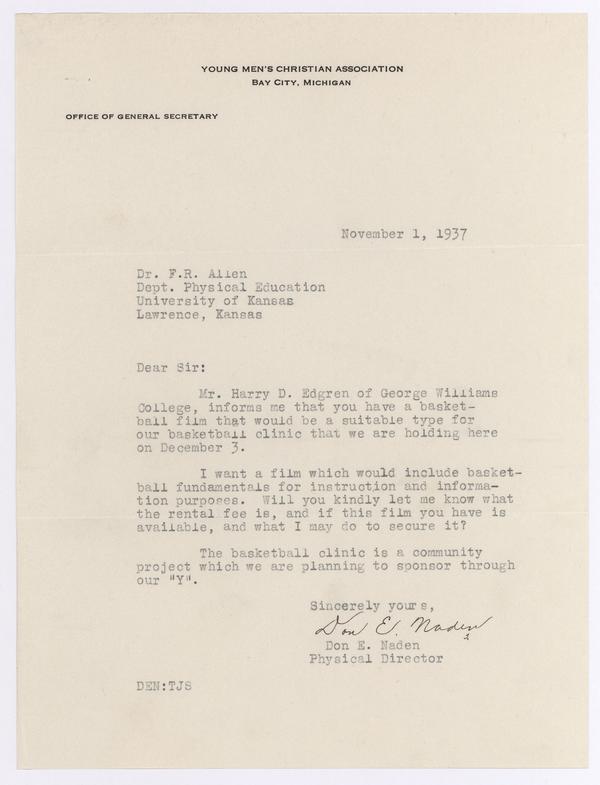 YOUNG MEN'S CHRISTIAN ASSOCIATION
BAY CITY, MICHIGAN
OFFICE OF GENERAL SECRETARY
November 1, 1937
Dr. F.R. Allen
Dept. Physical Education
University of Kansas
Lawrence, Kansas
Dear Sir:
Mr. Harry D. Edgren of George Williams
College, informs me that you have a basket-
ball film that would be a suitable type for
our basketball clinic that we are holding here
on December 3.
I want a film which would include basket-
ball fundamentals for instruction and informa-
tion purposes. Will you kindly let me know what
the rental fee is, and if this film you have is
available, and what I may do to secure it?
The basketball clinic is a community
project which we are planning to sponsor through
our "Y".
Sincerely yours,
Don E. Naden
Don E. Naden
Physical Director
DEN:TJS